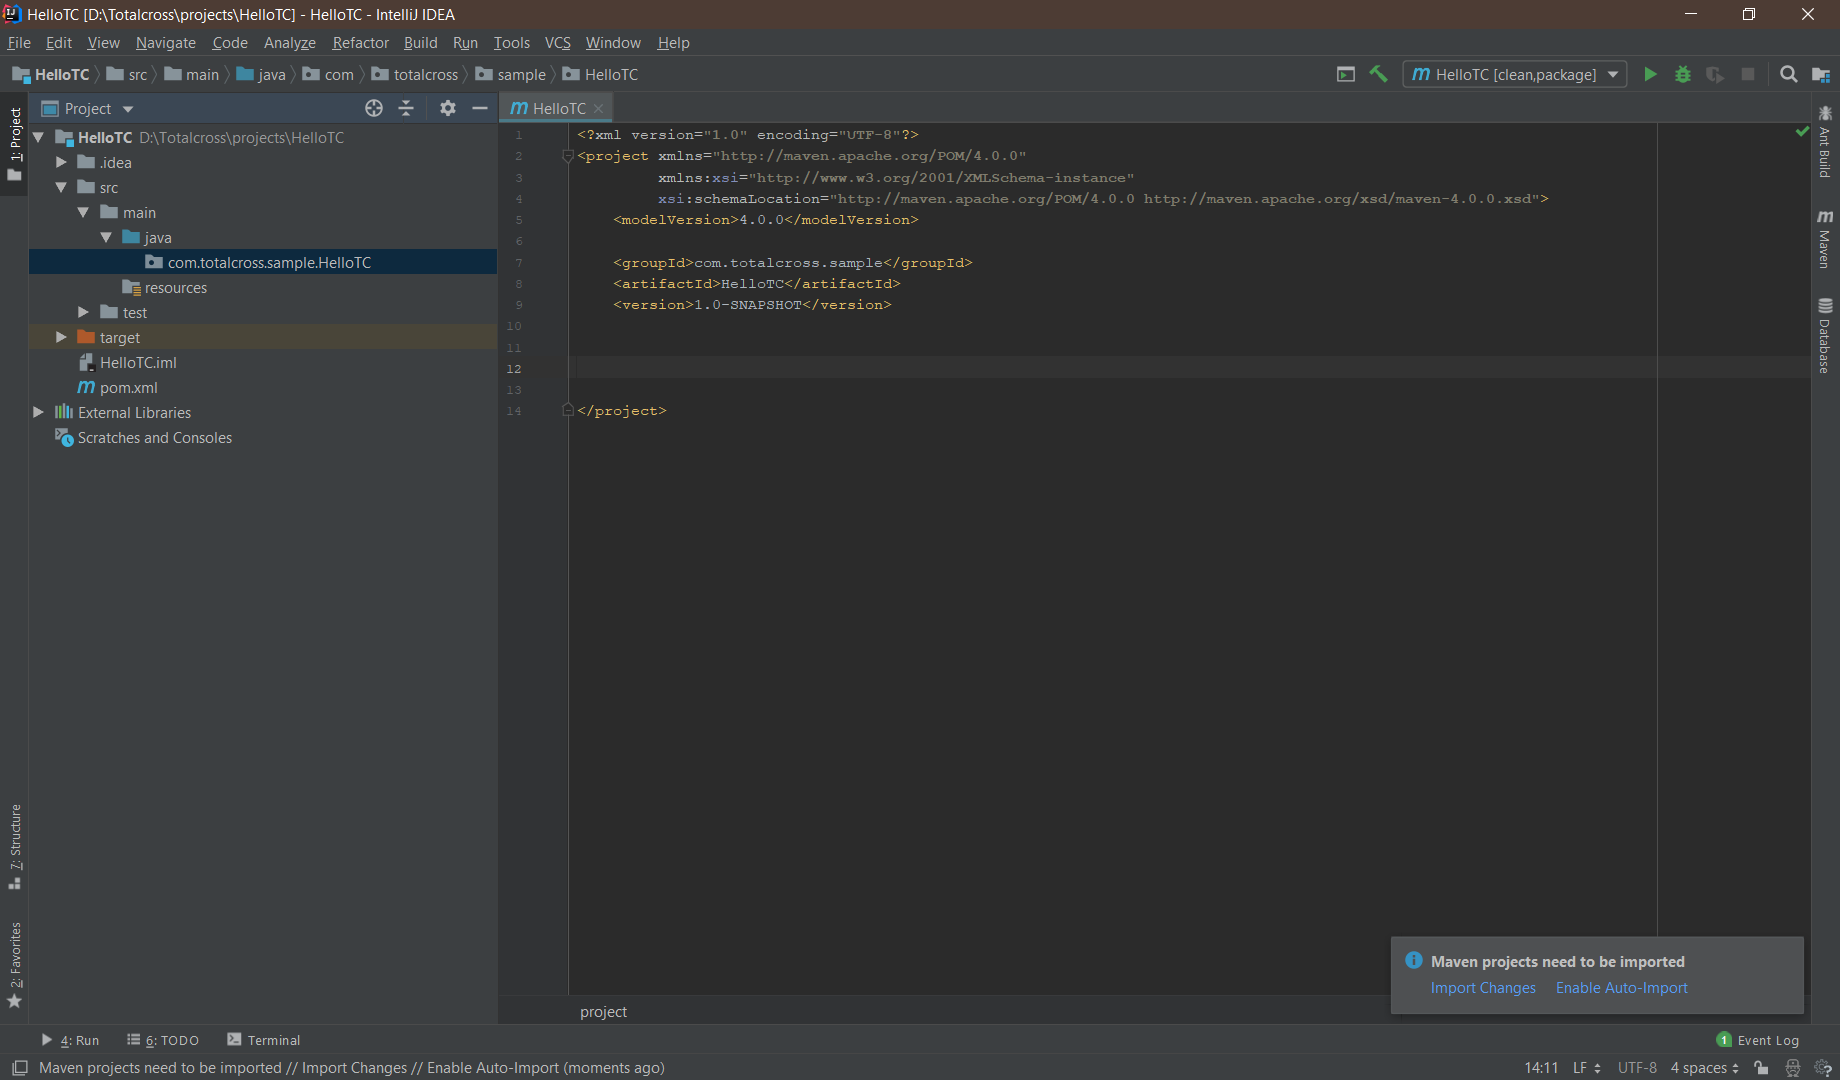 HelloTC [D:\Totalcross\projects\HelloTC] - HelloTC - IntelliJ IDEA
File Edit View Navigate Code Analyze Refactor Build Run Tools VCS Window Help
HelloTC src main java com totalcross sample HelloTC
HelloTC [clean,package]
1: Project
7: Structure
2: Favorites
Project
HelloTC D:\Totalcross\projects\HelloTC
.idea
src
main
java
com.totalcross.sample.HelloTC
resources
test
target
HelloTC.iml
pom.xml
External Libraries
Scratches and Consoles
HelloTC
1 <?xml version="1.0" encoding="UTF-8"?>
2 <project xmlns="http://maven.apache.org/POM/4.0.0"
3 xmlns:xsi="http://www.w3.org/2001/XMLSchema-instance"
4 xsi:schemaLocation="http://maven.apache.org/POM/4.0.0 http://maven.apache.org/xsd/maven-4.0.0.xsd">
5 <modelVersion>4.0.0</modelVersion>
6
7 <groupId>com.totalcross.sample</groupId>
8 <artifactId>HelloTC</artifactId>
9 <version>1.0-SNAPSHOT</version>
10
11
12
13
14 </project>
project
Ant Build
Maven
Database
Maven projects need to be imported
Import Changes Enable Auto-Import
4: Run 6: TODO Terminal
1 Event Log
Maven projects need to be imported // Import Changes // Enable Auto-Import (moments ago)
14:11 LF UTF-8 4 spaces